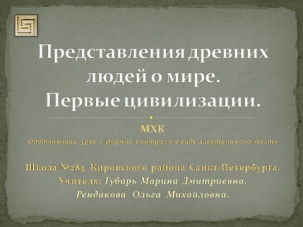 Представления древних
людей о мире.
Первые цивилизации.
МХК
Обобщающий урок с формой контроля в виде электронного теста
Школа №283 Кировского района Санкт-Петербурга.
Учителя: Губарь Марина Дмитриевна.
Рендакова Ольга Михайловна.